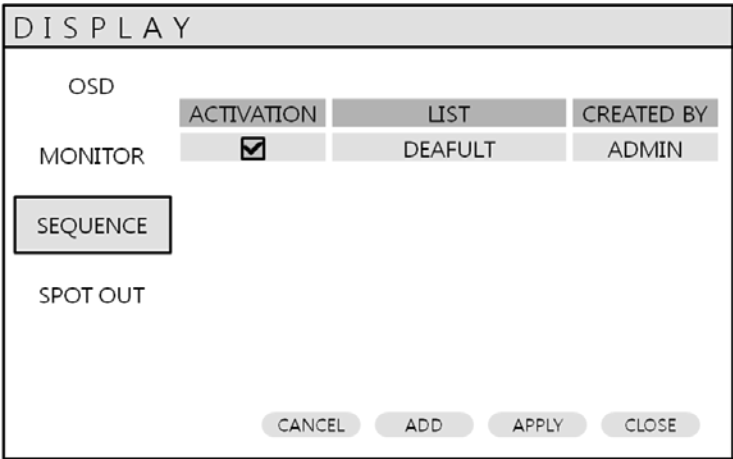 DISPLAY
OSD
ACTIVATION LIST CREATED BY
MONITOR DEAFULT ADMIN
SEQUENCE
SPOT OUT
CANCEL ADD APPLY CLOSE